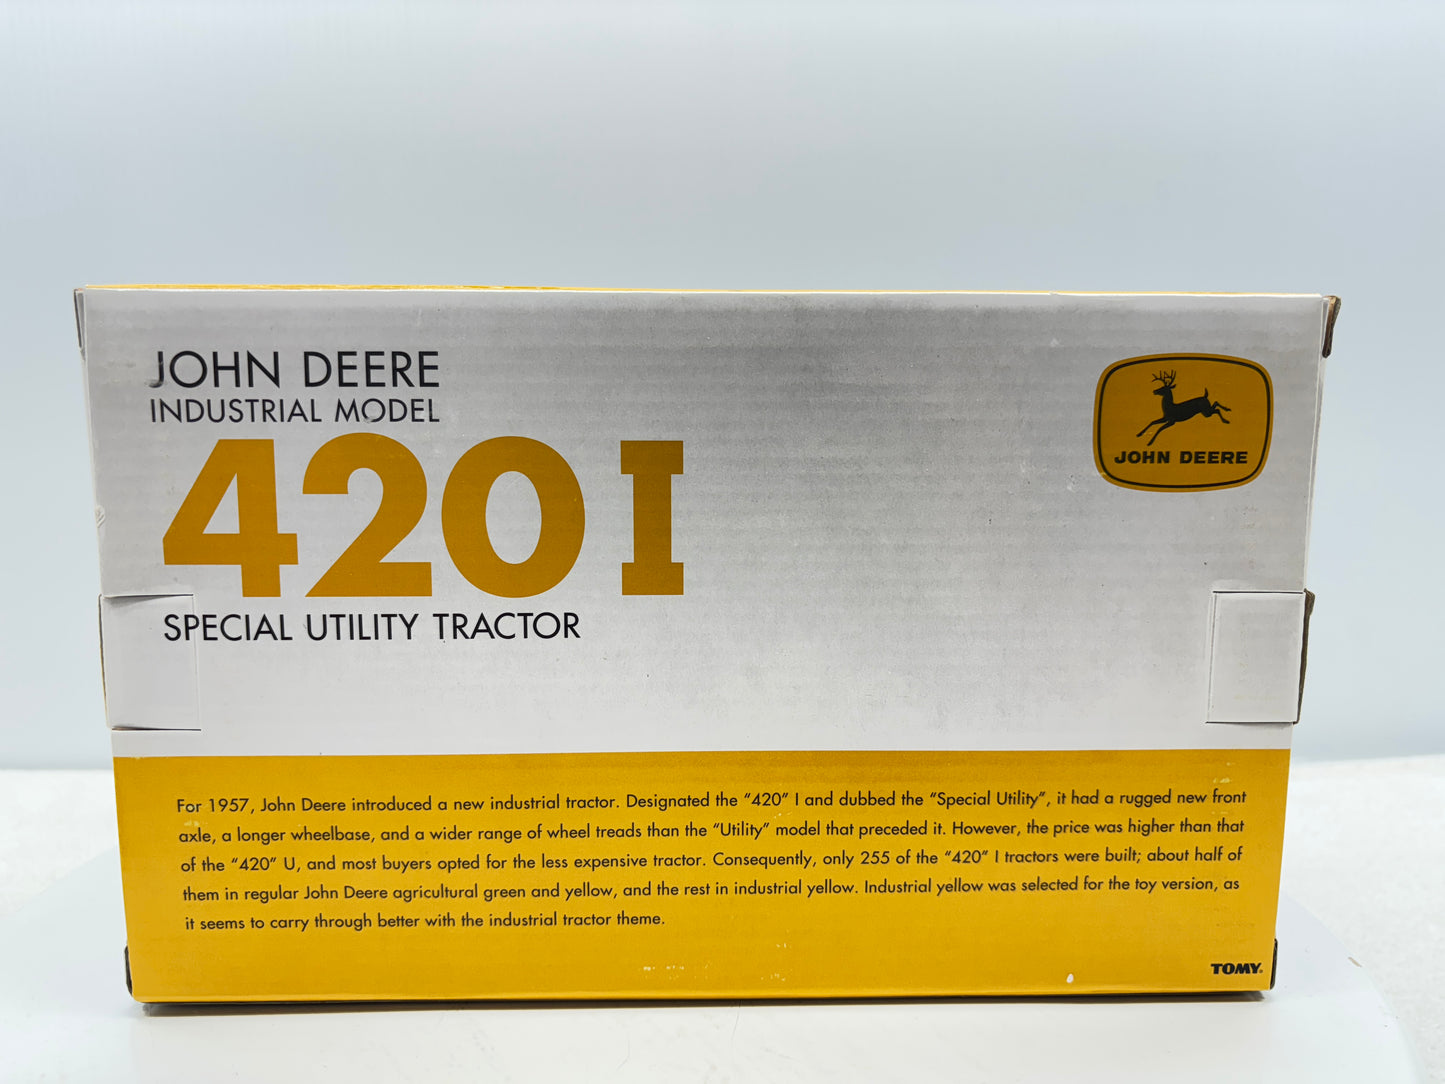 JOHN DEERE
INDUSTRIAL MODEL
420 I
SPECIAL UTILITY TRACTOR
JOHN DEERE
For 1957, John Deere introduced a new industrial tractor. Designated the "420" I and dubbed the "Special Utility", it had a rugged new front
axle, a longer wheelbase, and a wider range of wheel treads than the "Utility" model that preceded it. However, the price was higher than that
of the "420" U, and most buyers opted for the less expensive tractor. Consequently, only 255 of the "420" I tractors were built; about half of
them in regular John Deere agricultural green and yellow, and the rest in industrial yellow. Industrial yellow was selected for the toy version, as
it seems to carry through better with the industrial tractor theme.
TOMY®